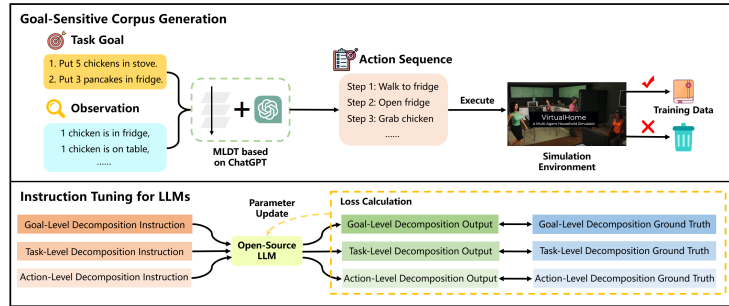 Goal-Sensitive Corpus Generation
Task Goal
1. Put 5 chickens in stove.
2. Put 3 pancakes in fridge.
Observation
1 chicken is in fridge,
1 chicken is on table,
......
MLDT based
on ChatGPT
Action Sequence
Step 1: Walk to fridge
Step 2: Open fridge
Step 3: Grab chicken
......
Execute
VirtualHome
A Multi-Agent Household Simulator
Simulation
Environment
Training Data
Instruction Tuning for LLMs
Goal-Level Decomposition Instruction
Task-Level Decomposition Instruction
Action-Level Decomposition Instruction
Parameter
Update
Open-Source
LLM
Loss Calculation
Goal-Level Decomposition Output
Goal-Level Decomposition Ground Truth
Task-Level Decomposition Output
Task-Level Decomposition Ground Truth
Action-Level Decomposition Output
Action-Level Decomposition Ground Truth